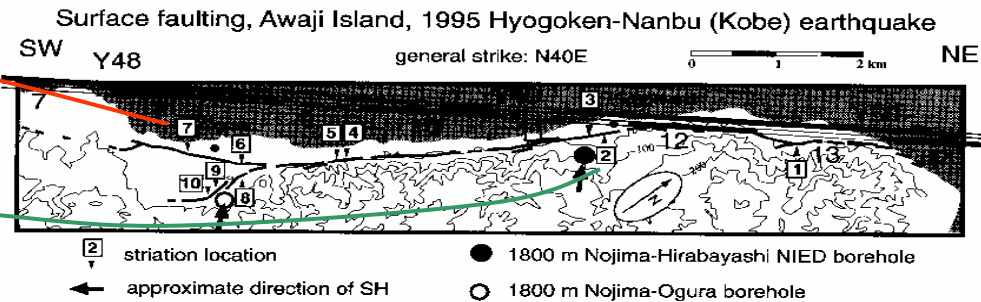 Surface faulting, Awaji Island, 1995 Hyogoken-Nanbu (Kobe) earthquake
SW Y48 general strike: N40E 0 1 2 km NE
7
3
7
6
5 4
2
100
12
200
13
1
9
10
8
N
2 striation location
1800 m Nojima-Hirabayashi NIED borehole
approximate direction of SH
1800 m Nojima-Ogura borehole